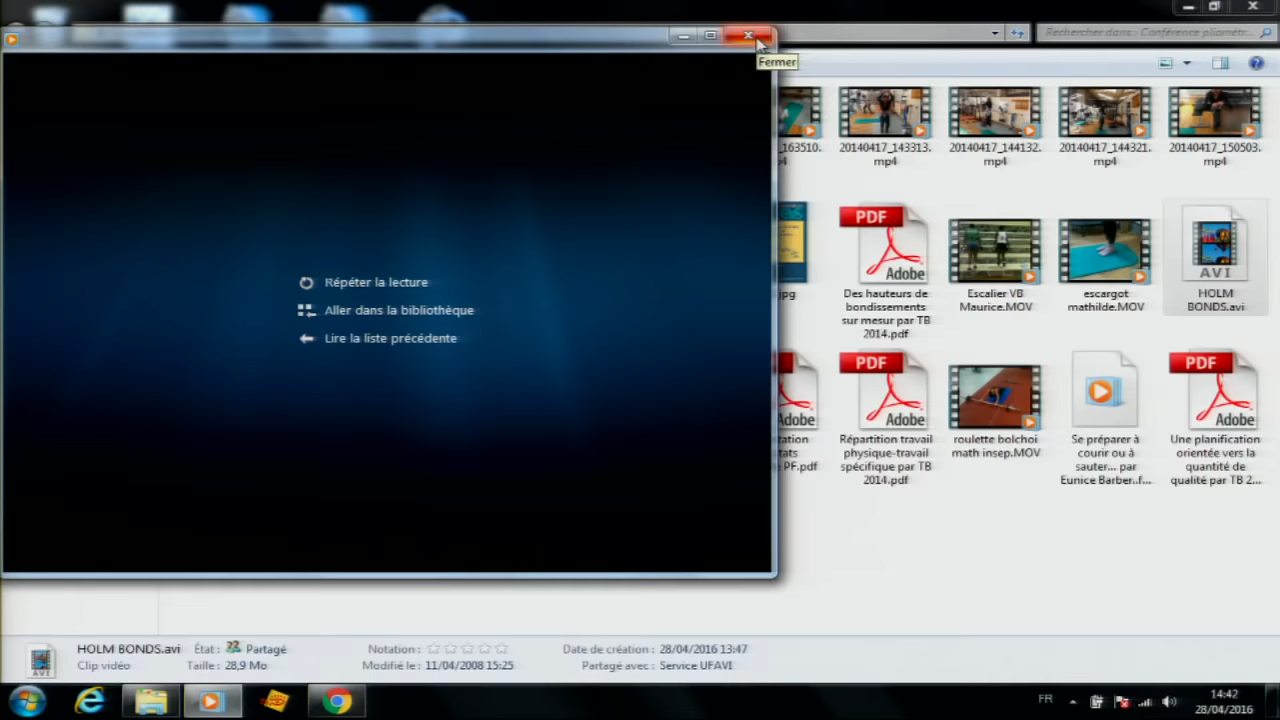 Rechercher dans : Conférence pliométr...
Fermer
_163510.
p4
20140417_143313.
mp4
20140417_144132.
mp4
20140417_144321.
mp4
20140417_150503.
mp4
Répéter la lecture
Aller dans la bibliothèque
Lire la liste précédente
.jpg
PDF
Adobe
Des hauteurs de
bondissements
sur mesur par TB
2014.pdf
Escalier VB
Maurice.MOV
escargot
mathilde.MOV
AVI
HOLM
BONDS.avi
PDF
Adobe
tation
tats
PF.pdf
PDF
Adobe
Répartition travail
physique-travail
spécifique par TB
2014.pdf
roulette bolchoi
math insep.MOV
Se préparer à
courir ou à
sauter... par
Eunice Barber..f...
PDF
Adobe
Une planification
orientée vers la
quantité de
qualité par TB 2...
AVI
HOLM BONDS.avi État : Partagé Notation : Date de création : 28/04/2016 13:47
Clip vidéo Taille : 28,9 Mo Modifié le : 11/04/2008 15:25 Partagé avec : Service UFAVI
FR
14:42
28/04/2016